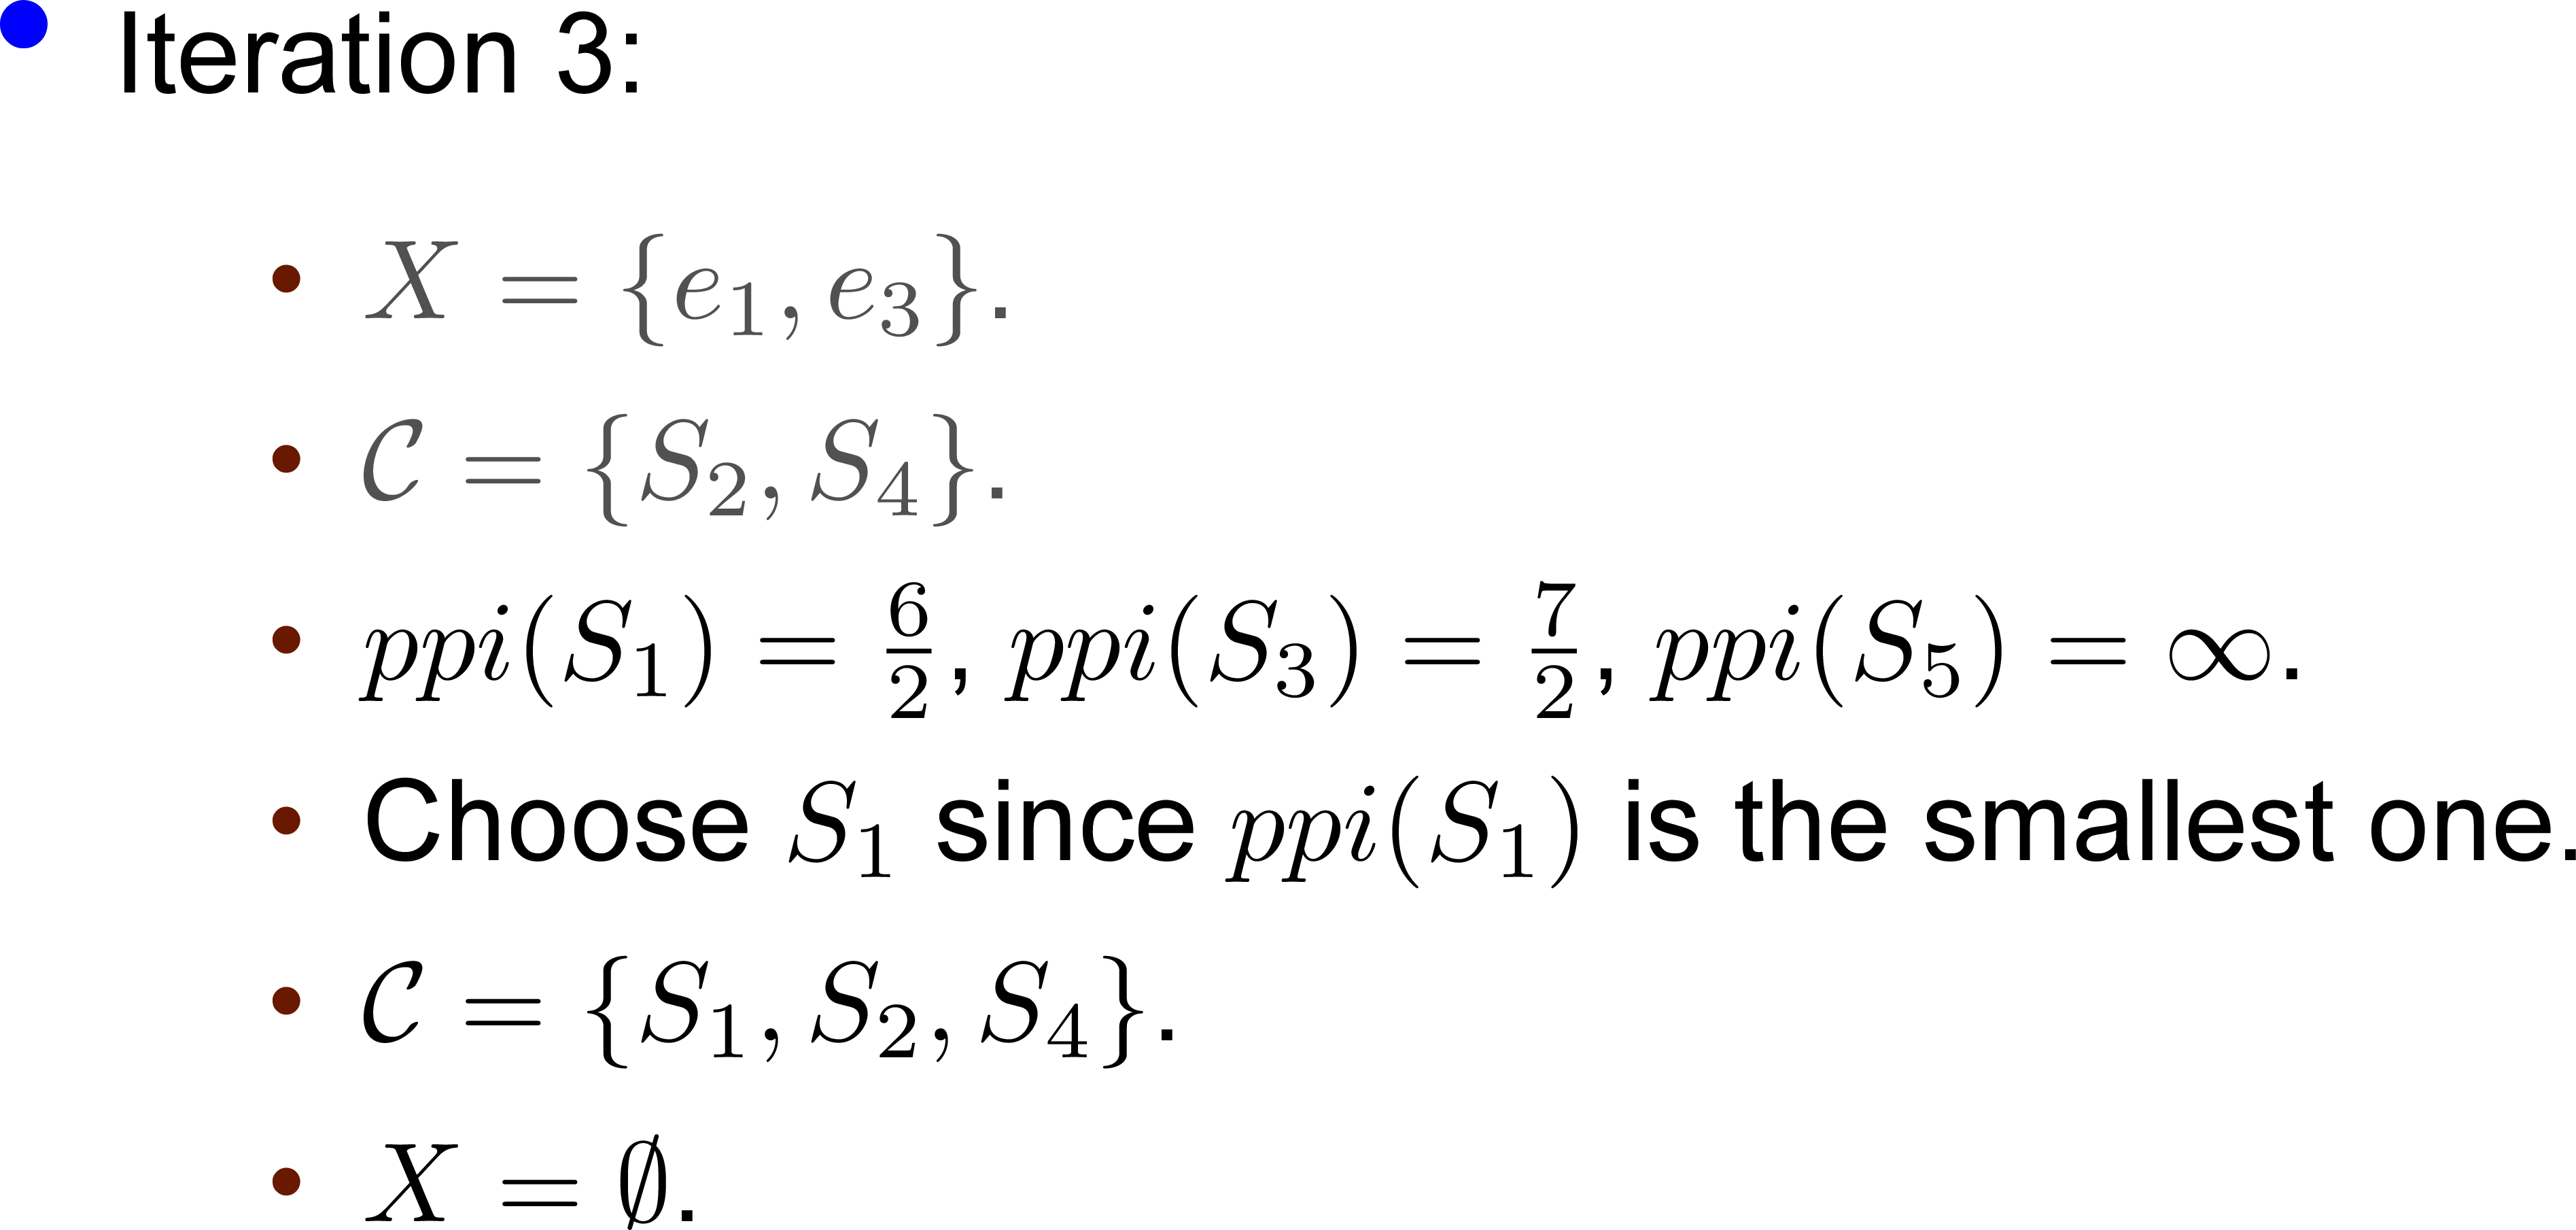 • Iteration 3:
• X = {e₁, e₃}.
• 𝒞 = {S₂, S₄}.
• ppi(S₁) = 6/2, ppi(S₃) = 7/2, ppi(S₅) = ∞.
• Choose S₁ since ppi(S₁) is the smallest one.
• 𝒞 = {S₁, S₂, S₄}.
• X = ∅.